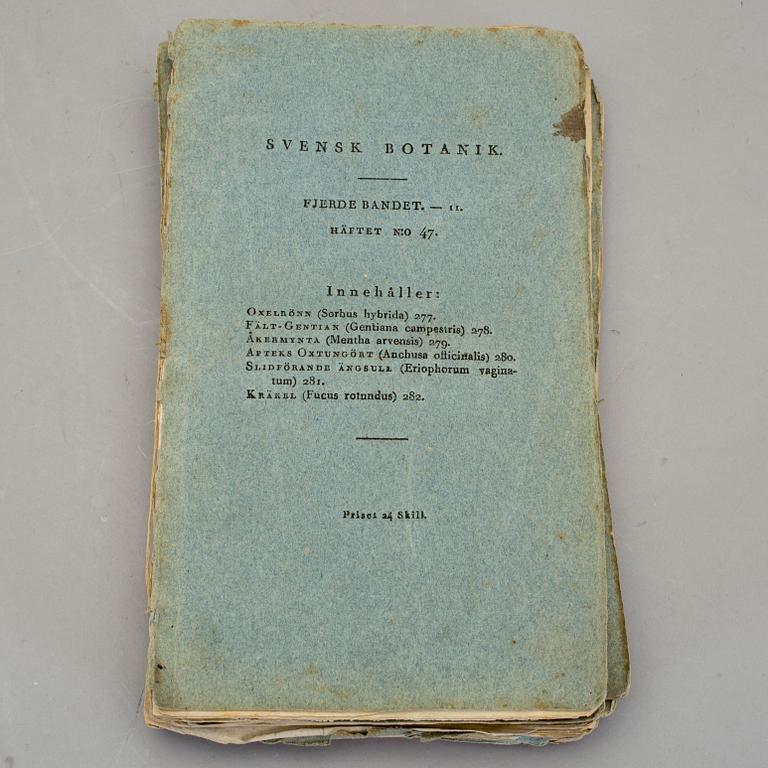 SVENSK BOTANIK.
FJERDE BANDET. — 11.
HÄFTET N:O 47.
Innehåller:
OXELRÖNN (Sorbus hybrida) 277.
FÄLT-GENTIAN (Gentiana campestris) 278.
ÅKERMYNTA (Mentha arvensis) 279.
APTEKS OXTUNGÖRT (Anchusa officinalis) 280.
SLIDFÖRANDE ÄNGSULL (Eriophorum vagina-
tum) 281.
KRÄKEL (Fucus rotundus) 282.
Priset 24 Skill.